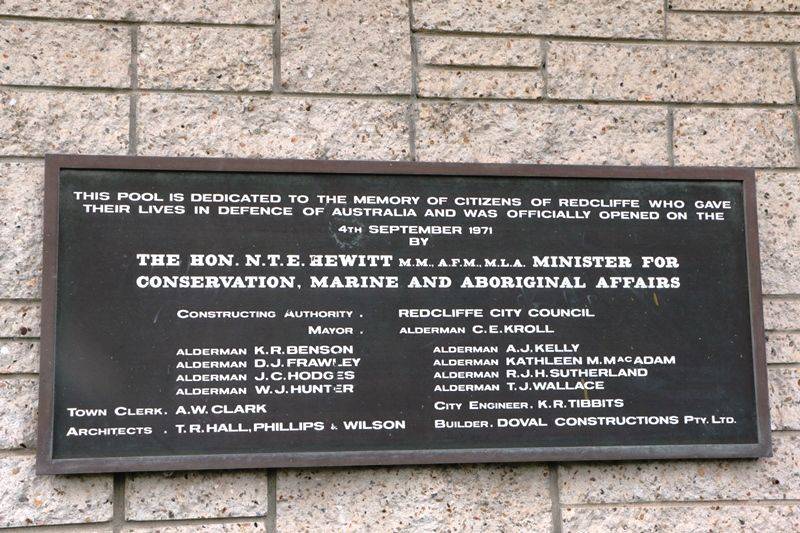 THIS POOL IS DEDICATED TO THE MEMORY OF CITIZENS OF REDCLIFFE WHO GAVE
THEIR LIVES IN DEFENCE OF AUSTRALIA AND WAS OFFICIALLY OPENED ON THE
4TH SEPTEMBER 1971
BY
THE HON. N.T.E. HEWITT M.M., A.F.M., M.L.A. MINISTER FOR
CONSERVATION, MARINE AND ABORIGINAL AFFAIRS
CONSTRUCTING AUTHORITY . REDCLIFFE CITY COUNCIL
MAYOR . ALDERMAN C.E.KROLL
ALDERMAN K.R.BENSON ALDERMAN A.J.KELLY
ALDERMAN D.J.FRAWLEY ALDERMAN KATHLEEN M.MACADAM
ALDERMAN J.C.HODGES ALDERMAN R.J.H.SUTHERLAND
ALDERMAN W.J.HUNTER ALDERMAN T.J.WALLACE
TOWN CLERK. A.W.CLARK CITY ENGINEER. K.R.TIBBITS
ARCHITECTS . T.R.HALL, PHILLIPS & WILSON BUILDER. DOVAL CONSTRUCTIONS PTY. LTD.